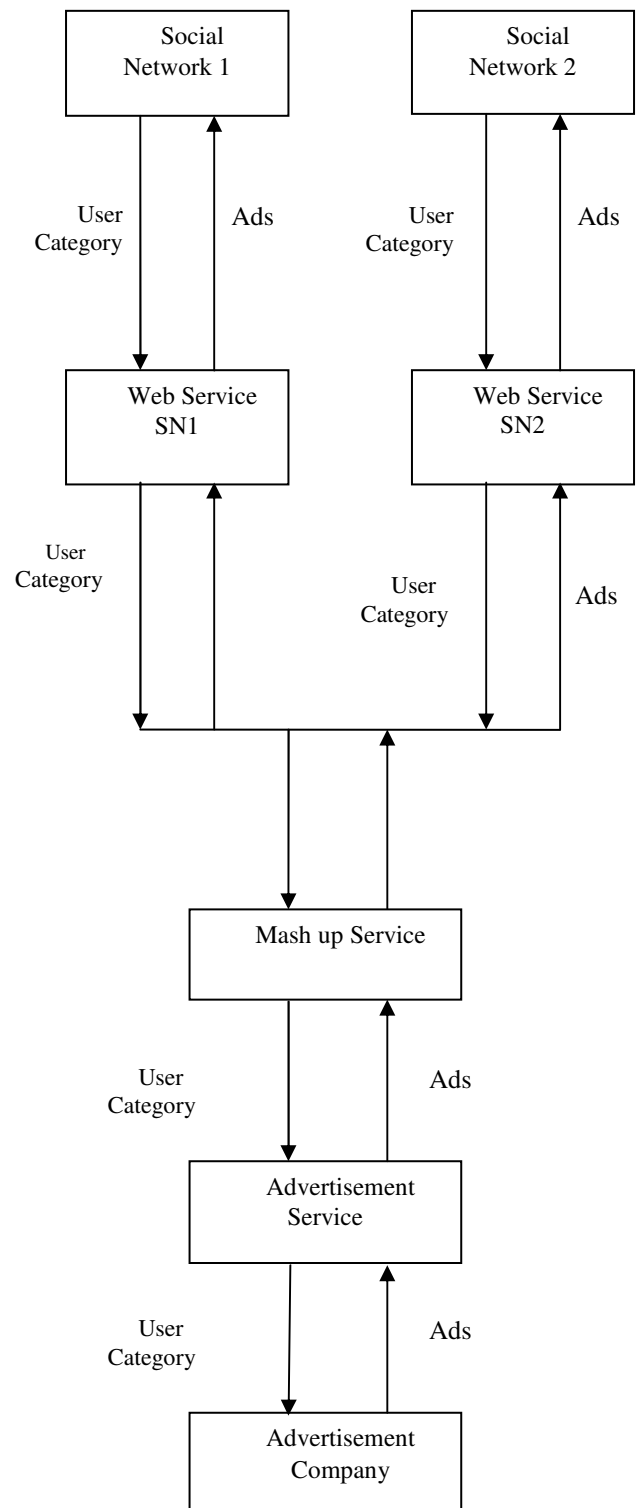 Social
Network 1
Social
Network 2
User
Category
Ads
User
Category
Ads
Web Service
SN1
Web Service
SN2
User
Category
User
Category
Ads
Mash up Service
User
Category
Ads
Advertisement
Service
User
Category
Ads
Advertisement
Company